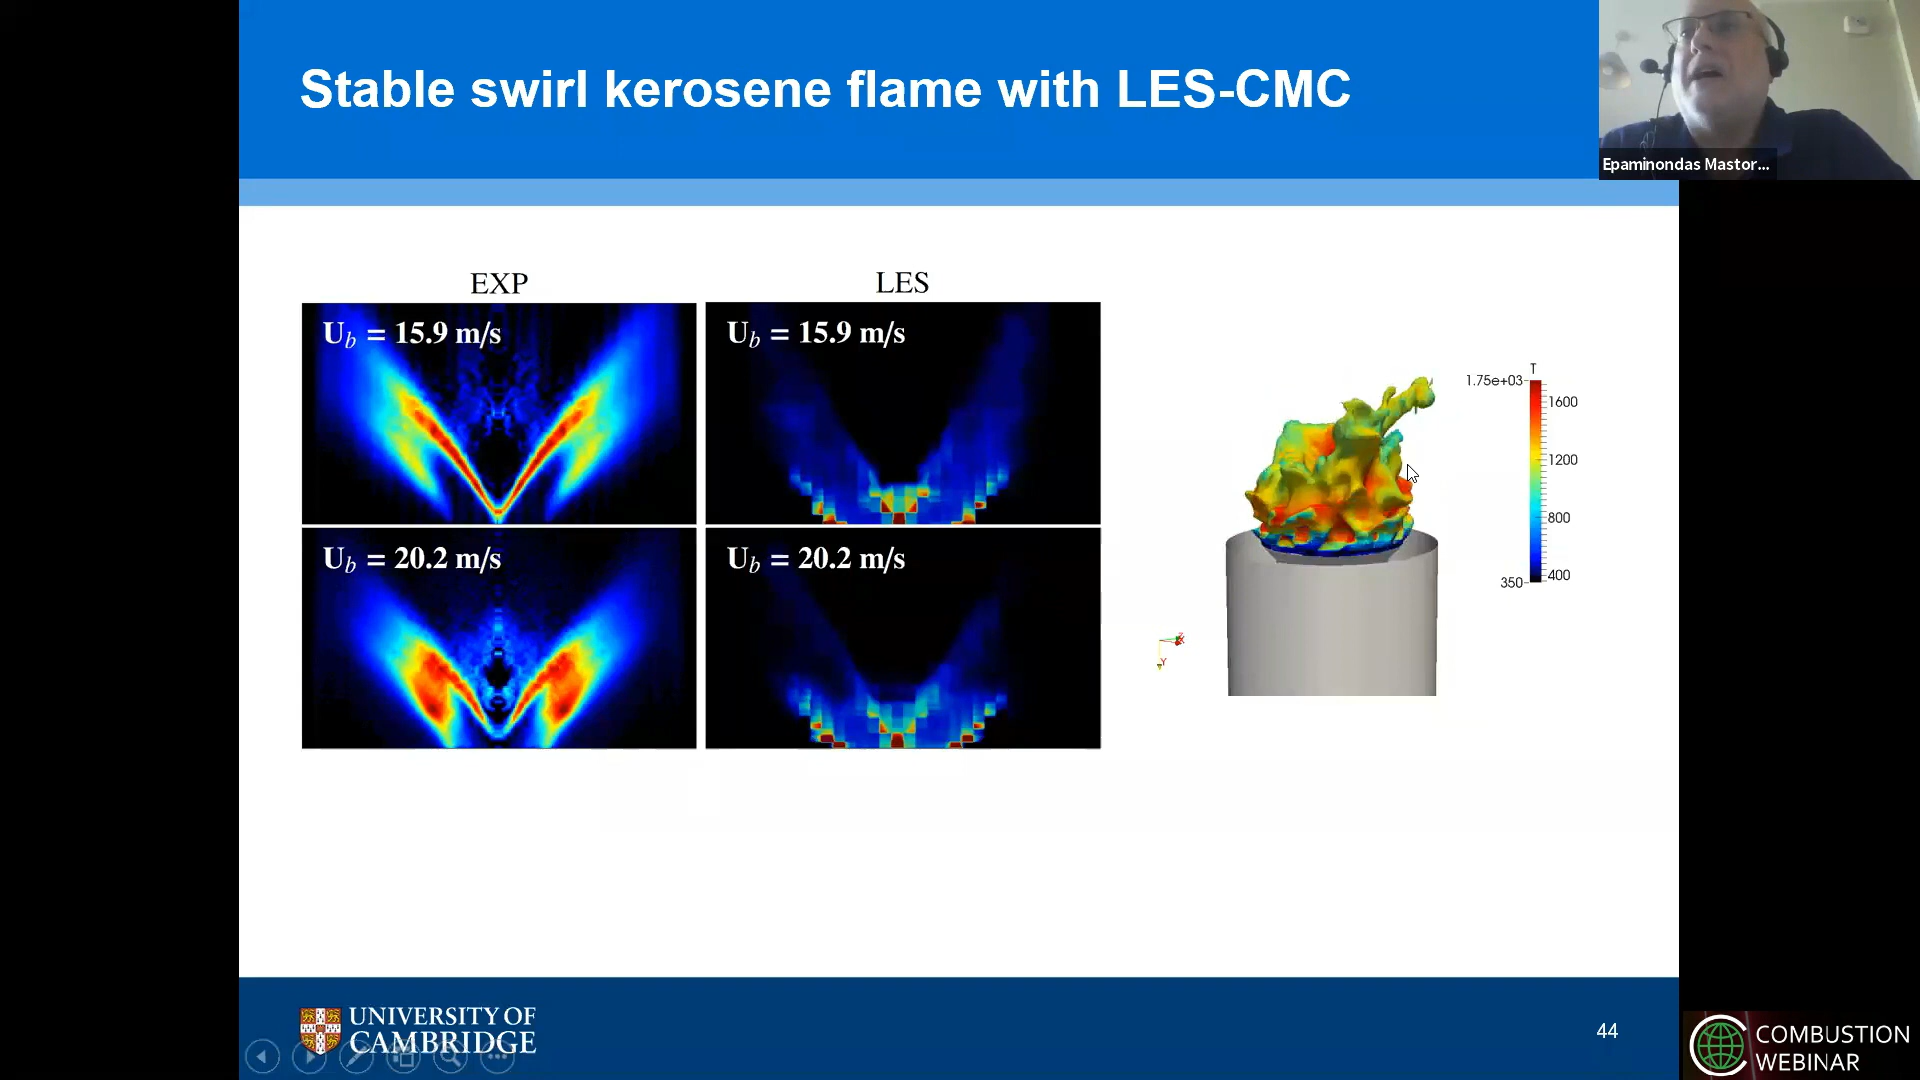 Stable swirl kerosene flame with LES-CMC
Epaminondas Mastor...
EXP
LES
U_b = 15.9 m/s
U_b = 15.9 m/s
U_b = 20.2 m/s
U_b = 20.2 m/s
T
1.75e+03
1600
1200
800
400
350
X
Y
UNIVERSITY OF
CAMBRIDGE
44
COMBUSTION
WEBINAR